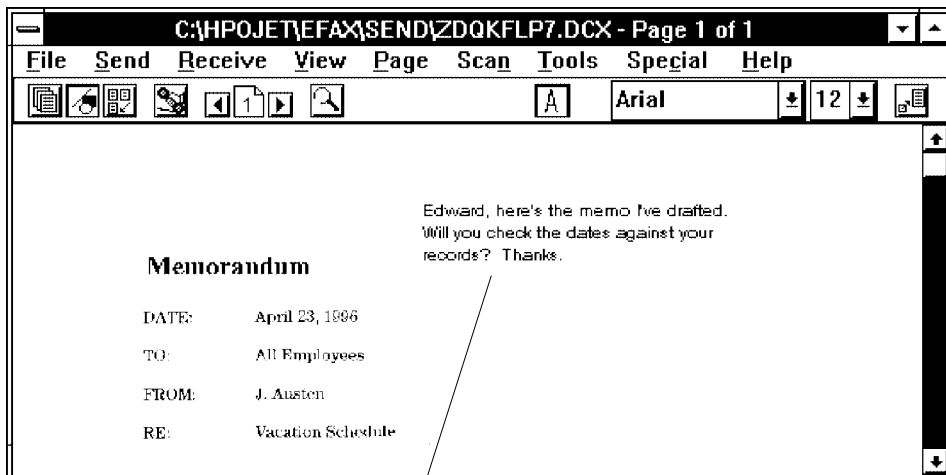 C:\HPOJET\EFAX\SEND\ZDQKFLP7.DCX - Page 1 of 1
File Send Receive View Page Scan Tools Special Help
1 A Arial 12
Edward, here's the memo I've drafted.
Will you check the dates against your
records? Thanks.
Memorandum
DATE: April 23, 1996
TO: All Employees
FROM: J. Austen
RE: Vacation Schedule